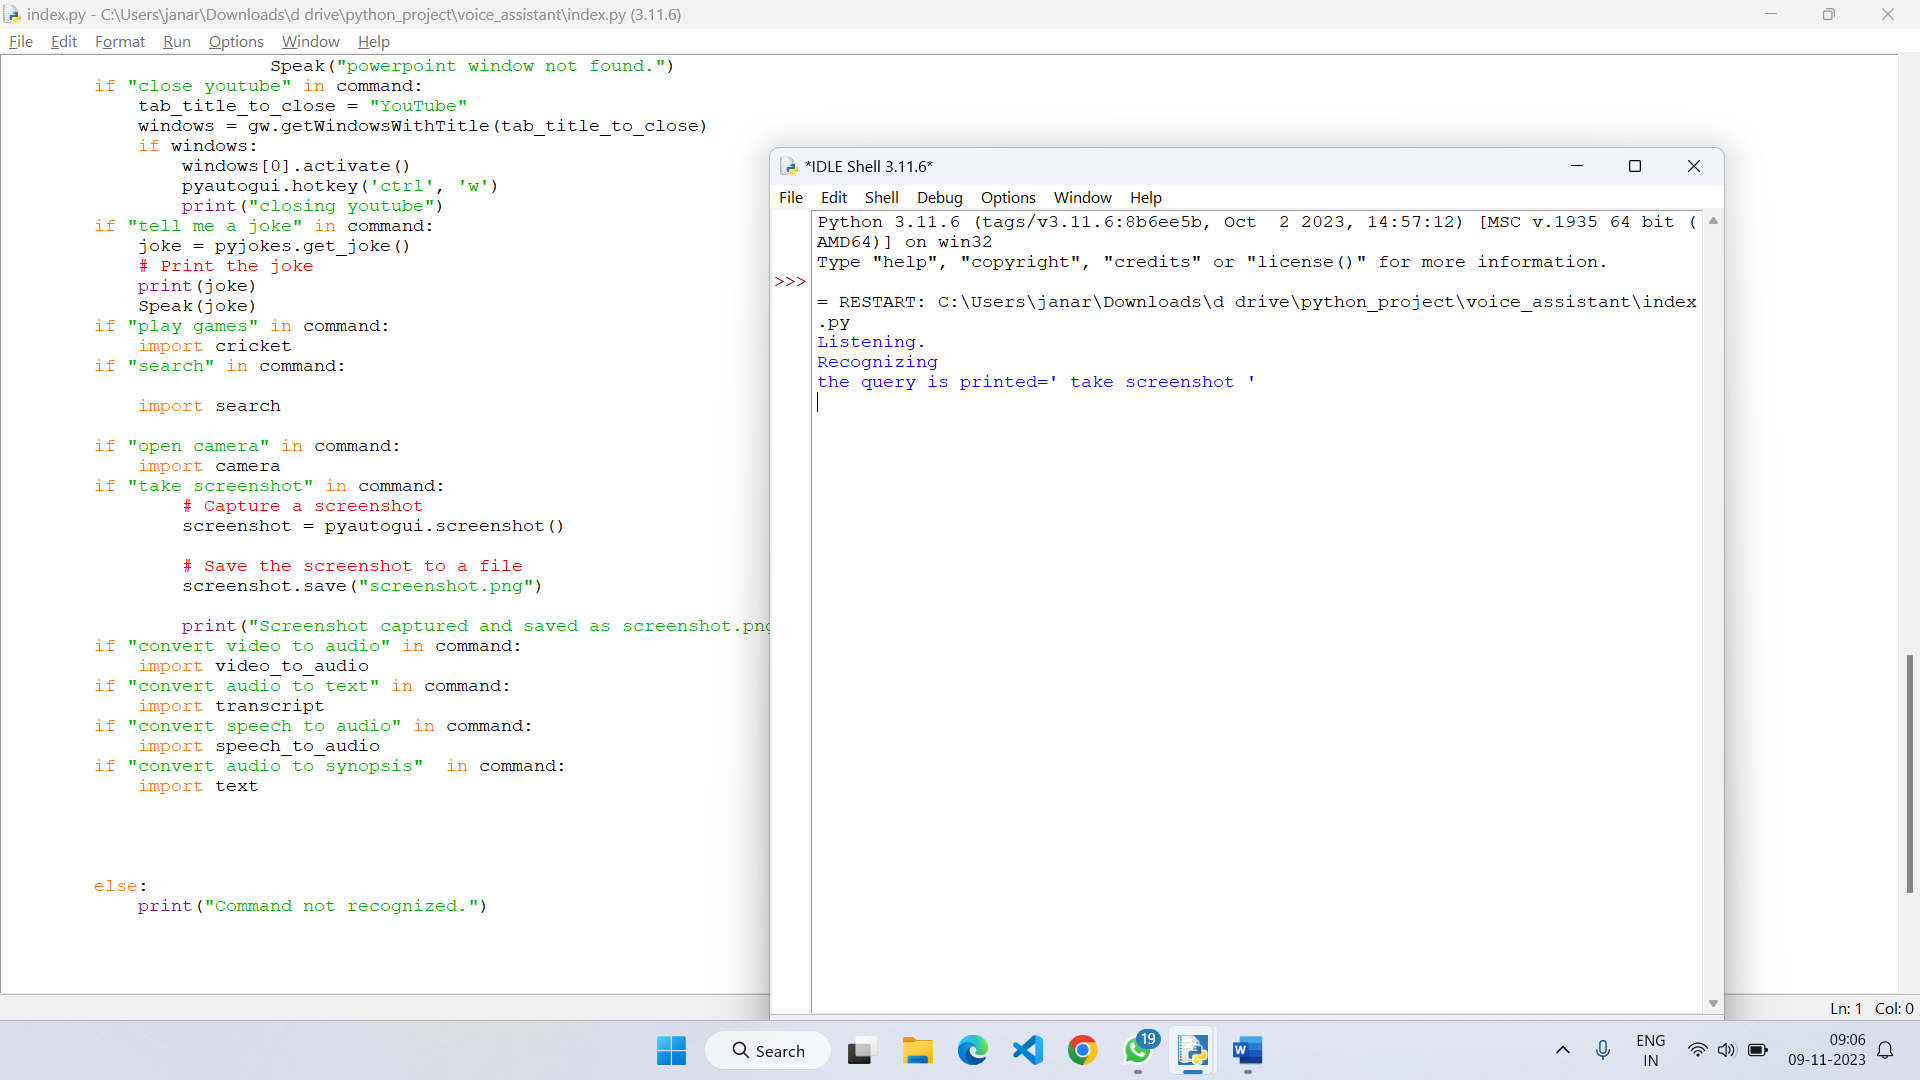 index.py - C:\Users\janar\Downloads\d drive\python_project\voice_assistant\index.py (3.11.6)
File Edit Format Run Options Window Help
Speak("powerpoint window not found.")
if "close youtube" in command:
tab_title_to_close = "YouTube"
windows = gw.getWindowsWithTitle(tab_title_to_close)
if windows:
windows[0].activate()
pyautogui.hotkey('ctrl', 'w')
print("closing youtube")
if "tell me a joke" in command:
joke = pyjokes.get_joke()
# Print the joke
print(joke)
Speak(joke)
if "play games" in command:
import cricket
if "search" in command:
import search
if "open camera" in command:
import camera
if "take screenshot" in command:
# Capture a screenshot
screenshot = pyautogui.screenshot()
# Save the screenshot to a file
screenshot.save("screenshot.png")
print("Screenshot captured and saved as screenshot.png
if "convert video to audio" in command:
import video_to_audio
if "convert audio to text" in command:
import transcript
if "convert speech to audio" in command:
import speech_to_audio
if "convert audio to synopsis"  in command:
import text
else:
print("Command not recognized.")
*IDLE Shell 3.11.6*
File Edit Shell Debug Options Window Help
Python 3.11.6 (tags/v3.11.6:8b6ee5b, Oct  2 2023, 14:57:12) [MSC v.1935 64 bit (
AMD64)] on win32
Type "help", "copyright", "credits" or "license()" for more information.
>>>
= RESTART: C:\Users\janar\Downloads\d drive\python_project\voice_assistant\index
.py
Listening.
Recognizing
the query is printed=' take screenshot '
Ln: 1 Col: 0
Search
19
ENG
IN
09:06
09-11-2023